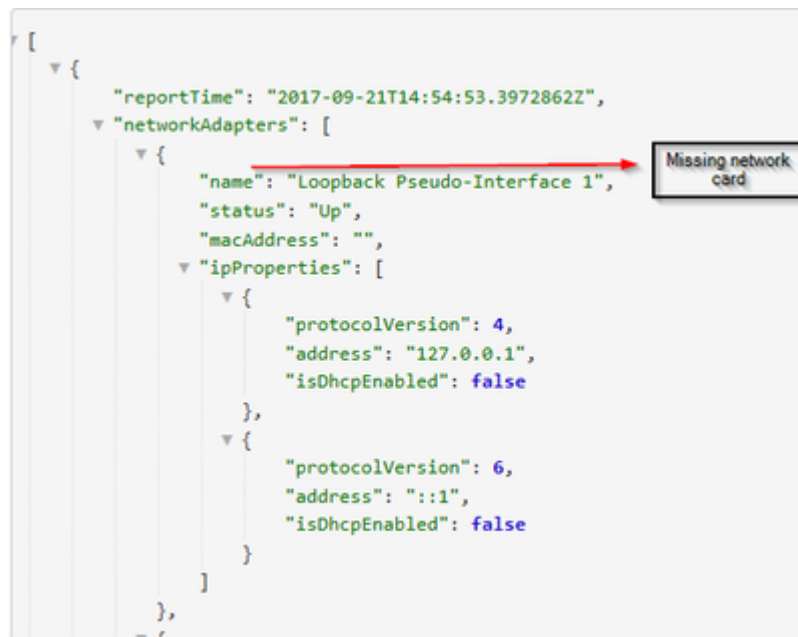 [
{
"reportTime": "2017-09-21T14:54:53.3972862Z",
"networkAdapters": [
{
"name": "Loopback Pseudo-Interface 1",
Missing network
card
"status": "Up",
"macAddress": "",
"ipProperties": [
{
"protocolVersion": 4,
"address": "127.0.0.1",
"isDhcpEnabled": false
},
{
"protocolVersion": 6,
"address": "::1",
"isDhcpEnabled": false
}
]
},
{